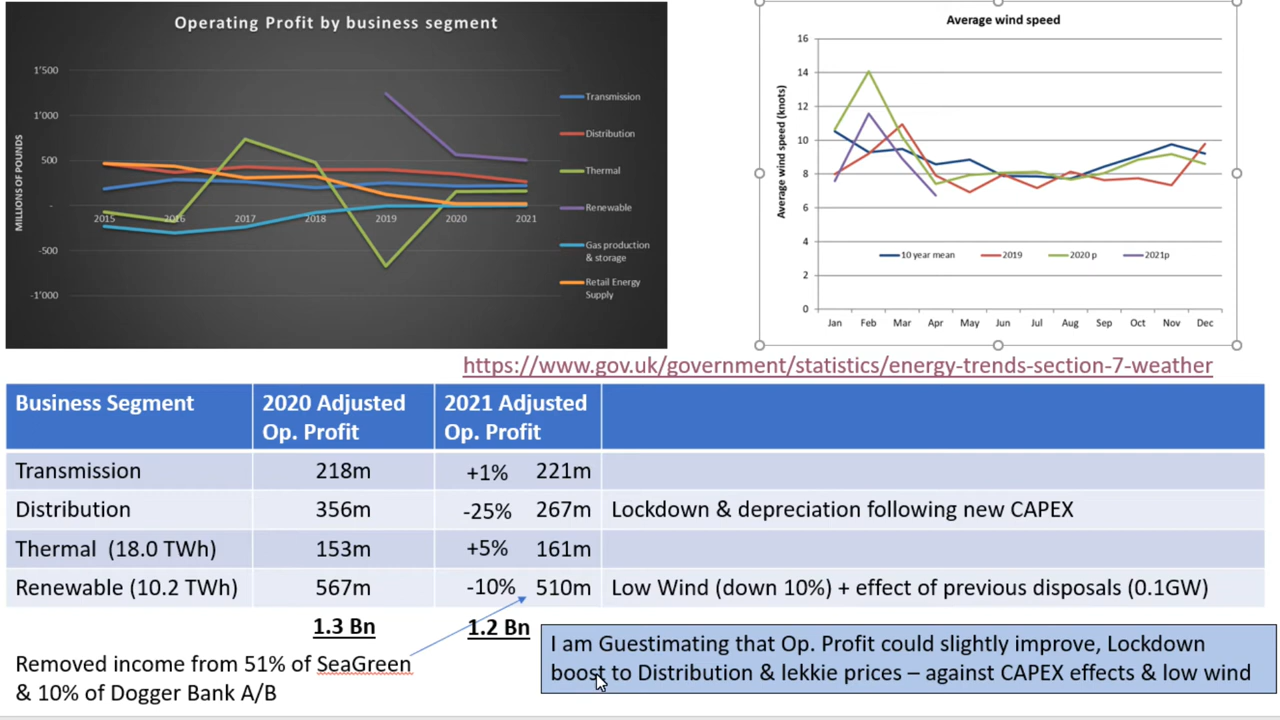 Operating Profit by business segment
MILLIONS OF POUNDS
1'500
1'000
500
-
-500
-1'000
2015 2016 2017 2018 2019 2020 2021
Transmission
Distribution
Thermal
Renewable
Gas production
& storage
Retail Energy
Supply
Average wind speed
Average wind speed (knots)
16
14
12
10
8
6
4
2
0
10 year mean 2019 2020 p 2021p
Jan Feb Mar Apr May Jun Jul Aug Sep Oct Nov Dec
https://www.gov.uk/government/statistics/energy-trends-section-7-weather
Business Segment 2020 Adjusted 2021 Adjusted
Op. Profit Op. Profit
Transmission 218m +1% 221m
Distribution 356m -25% 267m Lockdown & depreciation following new CAPEX
Thermal (18.0 TWh) 153m +5% 161m
Renewable (10.2 TWh) 567m -10% 510m Low Wind (down 10%) + effect of previous disposals (0.1GW)
1.3 Bn 1.2 Bn
Removed income from 51% of SeaGreen
& 10% of Dogger Bank A/B
I am Guestimating that Op. Profit could slightly improve, Lockdown
boost to Distribution & lekkie prices – against CAPEX effects & low wind